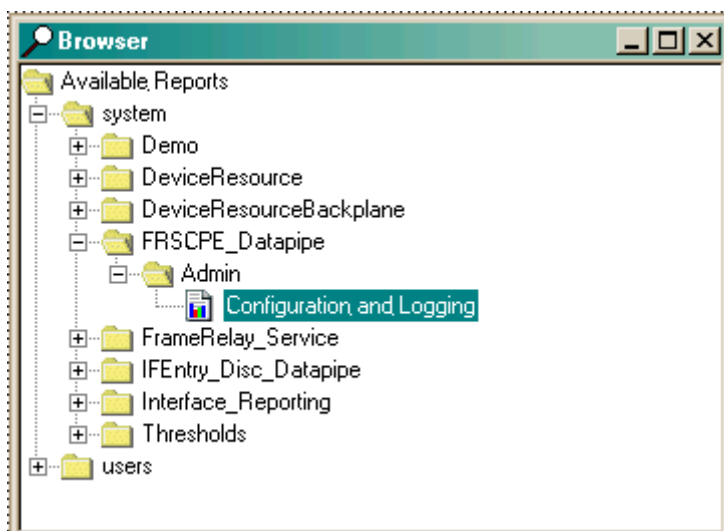 Browser
Available Reports
system
Demo
DeviceResource
DeviceResourceBackplane
FRSCPE_Datapipe
Admin
Configuration and Logging
FrameRelay_Service
IFEntry_Disc_Datapipe
Interface_Reporting
Thresholds
users